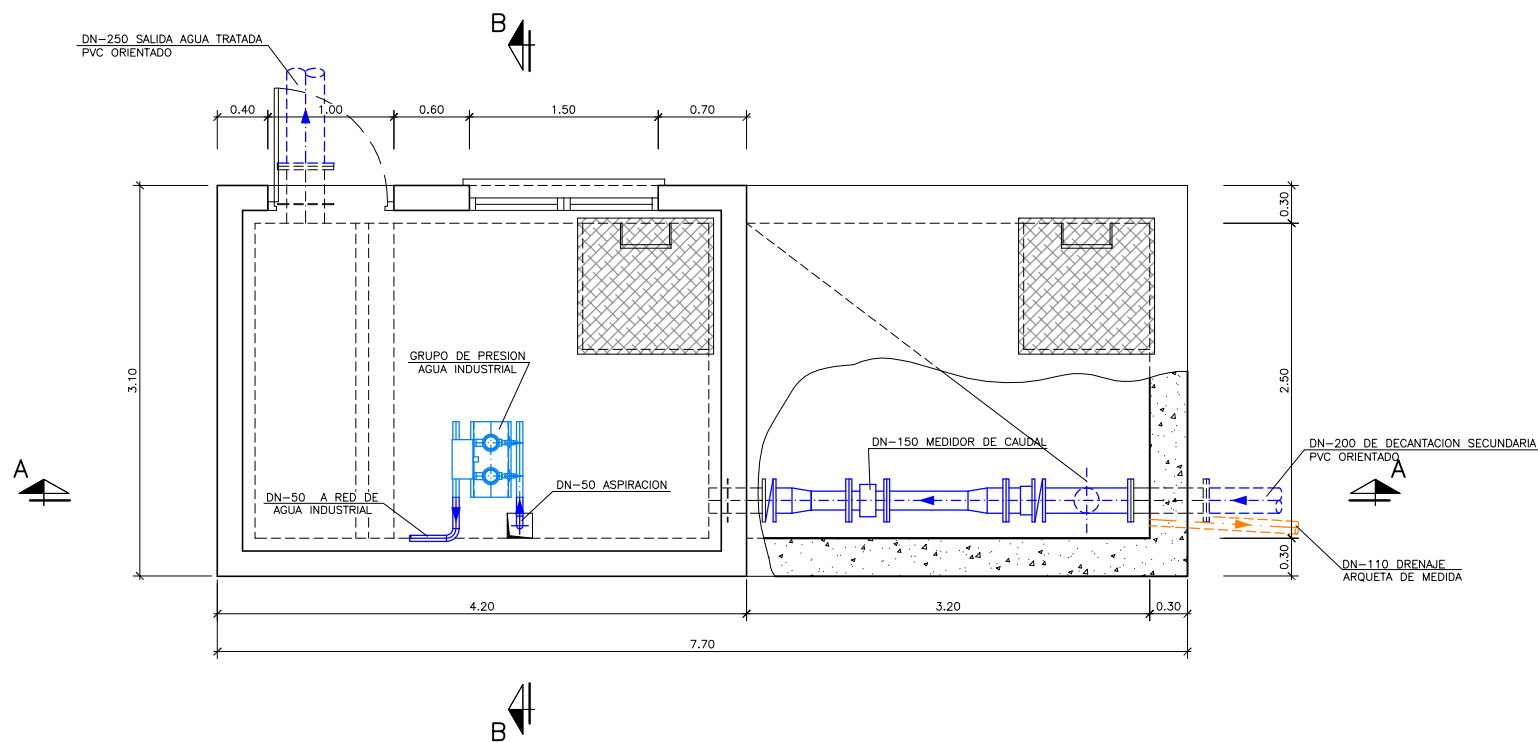 B
DN-250 SALIDA AGUA TRATADA
PVC ORIENTADO
0.40
1.00
0.60
1.50
0.70
0.30
3.10
2.50
GRUPO DE PRESION
AGUA INDUSTRIAL
DN-150 MEDIDOR DE CAUDAL
DN-200 DE DECANTACION SECUNDARIA
PVC ORIENTADO
A
A
DN-50 A RED DE
AGUA INDUSTRIAL
DN-50 ASPIRACION
0.30
DN-110 DRENAJE
ARQUETA DE MEDIDA
4.20
3.20
0.30
7.70
B